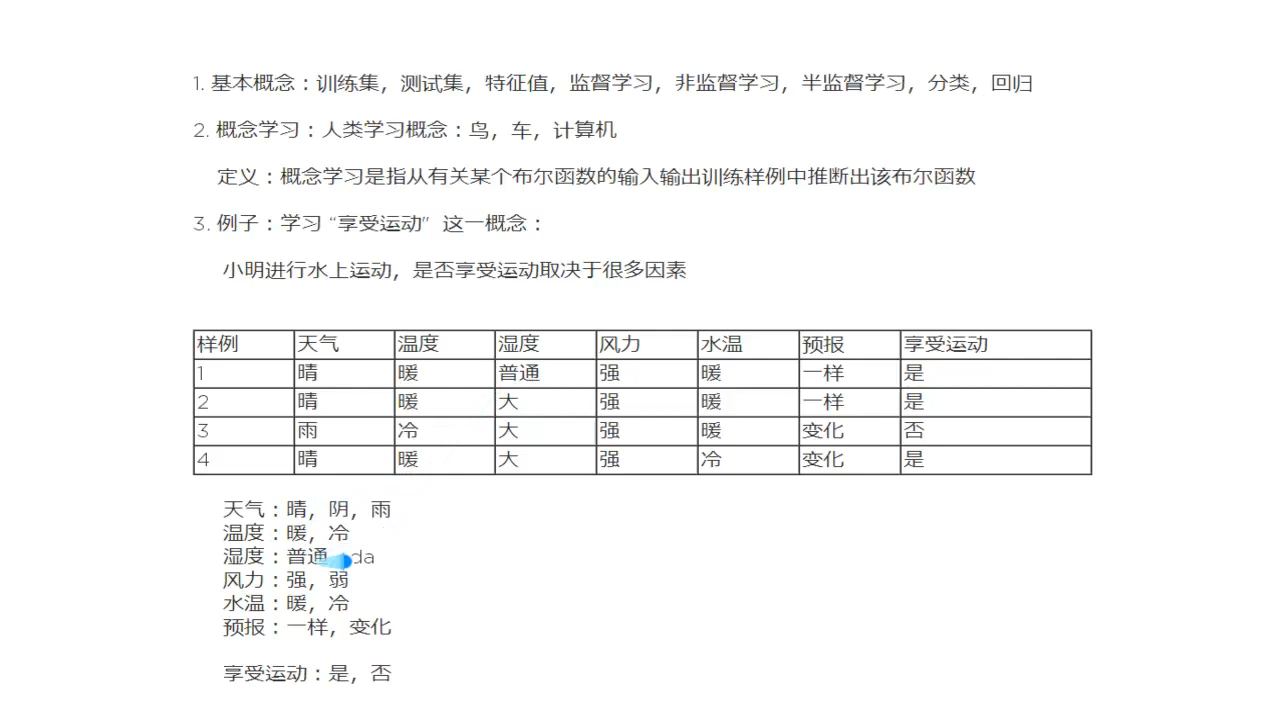 1. 基本概念：训练集，测试集，特征值，监督学习，非监督学习，半监督学习，分类，回归
2. 概念学习：人类学习概念：鸟，车，计算机
定义：概念学习是指从有关某个布尔函数的输入输出训练样例中推断出该布尔函数
3. 例子：学习 “享受运动” 这一概念：
小明进行水上运动，是否享受运动取决于很多因素
样例 天气 温度 湿度 风力 水温 预报 享受运动
1 晴 暖 普通 强 暖 一样 是
2 晴 暖 大 强 暖 一样 是
3 雨 冷 大 强 暖 变化 否
4 晴 暖 大 强 冷 变化 是
天气：晴，阴，雨
温度：暖，冷
湿度：普通，da
风力：强，弱
水温：暖，冷
预报：一样，变化
享受运动：是，否